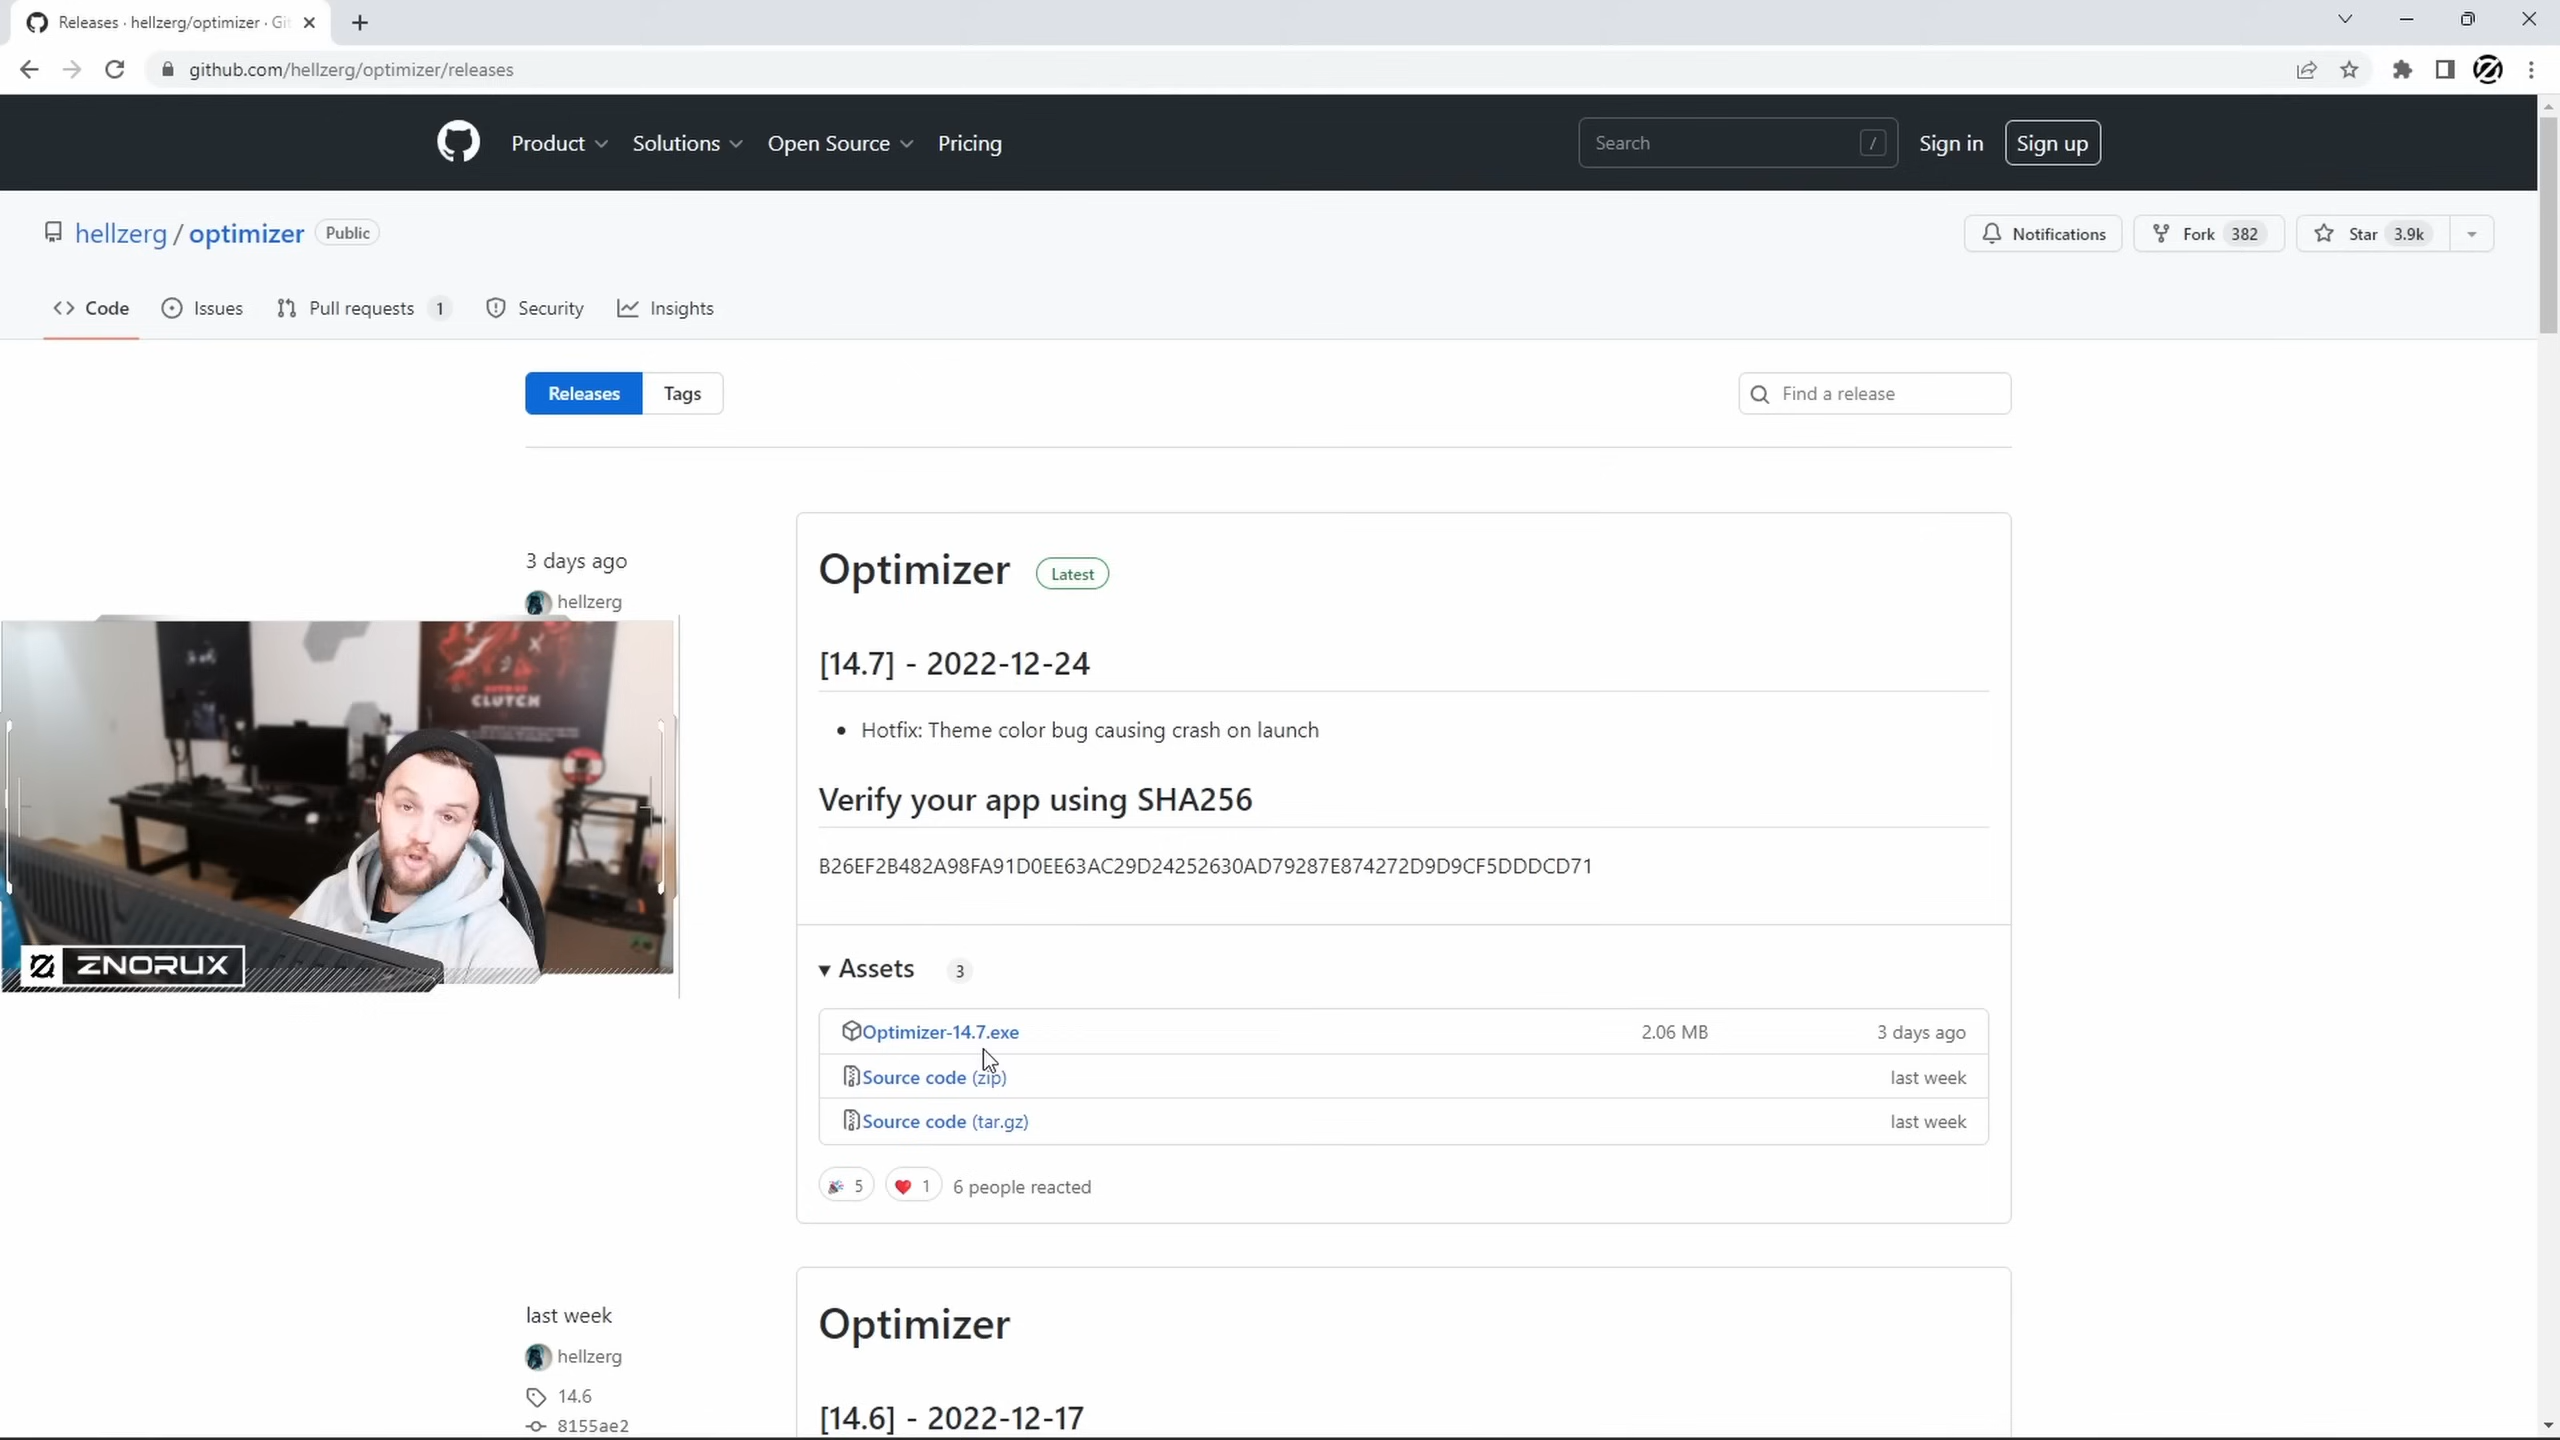 Releases · hellzerg/optimizer · Git
github.com/hellzerg/optimizer/releases
Product
Solutions
Open Source
Pricing
Search
/
Sign in
Sign up
hellzerg / optimizer
Public
Notifications
Fork 382
Star 3.9k
Code
Issues
Pull requests 1
Security
Insights
Releases
Tags
Find a release
3 days ago
hellzerg
Optimizer Latest
[14.7] - 2022-12-24
• Hotfix: Theme color bug causing crash on launch
Verify your app using SHA256
B26EF2B482A98FA91D0EE63AC29D24252630AD79287E874272D9D9CF5DDDCD71
CLUTCH
ZNORUX
Assets 3
Optimizer-14.7.exe 2.06 MB 3 days ago
Source code (zip) last week
Source code (tar.gz) last week
5
1
6 people reacted
last week
hellzerg
14.6
8155ae2
Optimizer
[14.6] - 2022-12-17